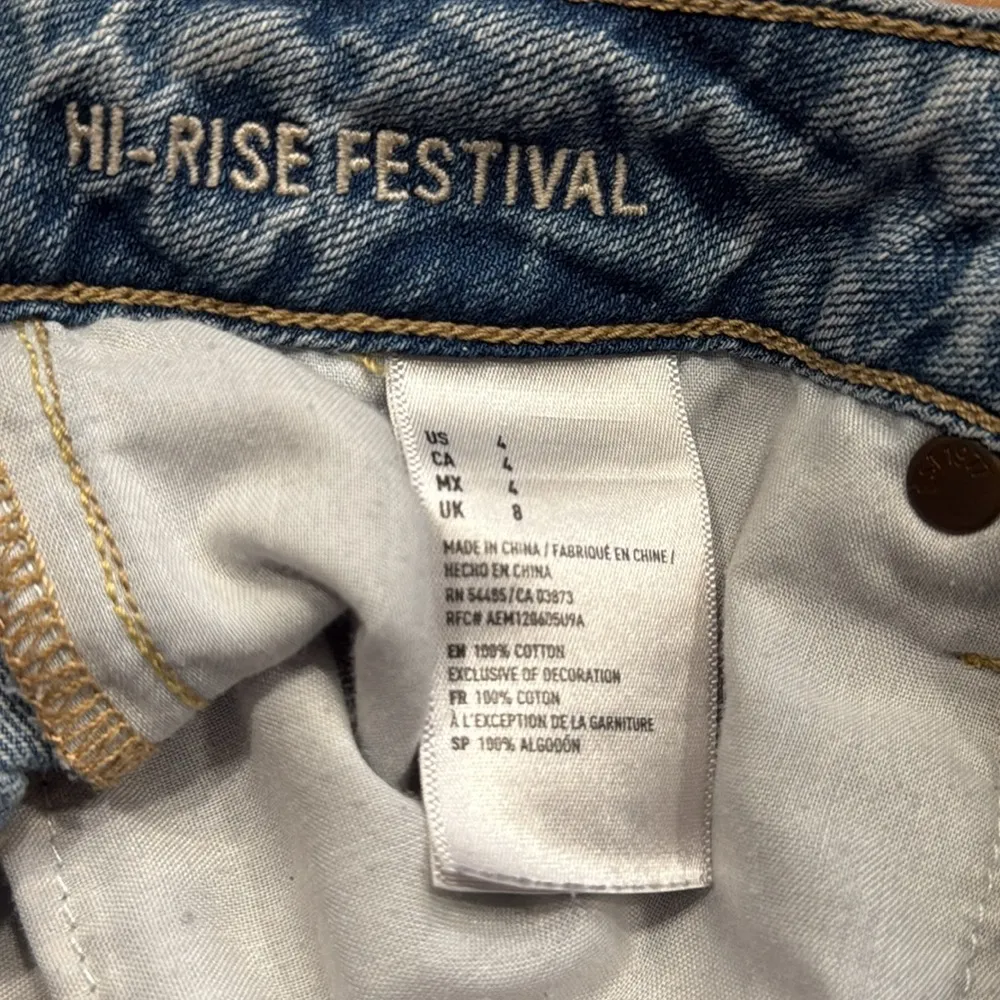 HI-RISE FESTIVAL
US 4
CA 4
MX 4
UK 8
MADE IN CHINA / FABRIQUÉ EN CHINE /
HECHO EN CHINA
RN 54485/CA 03873
RFC# AEM120605U9A
EN 100% COTTON
EXCLUSIVE OF DECORATION
FR 100% COTON
À L'EXCEPTION DE LA GARNITURE
SP 100% ALGODÓN